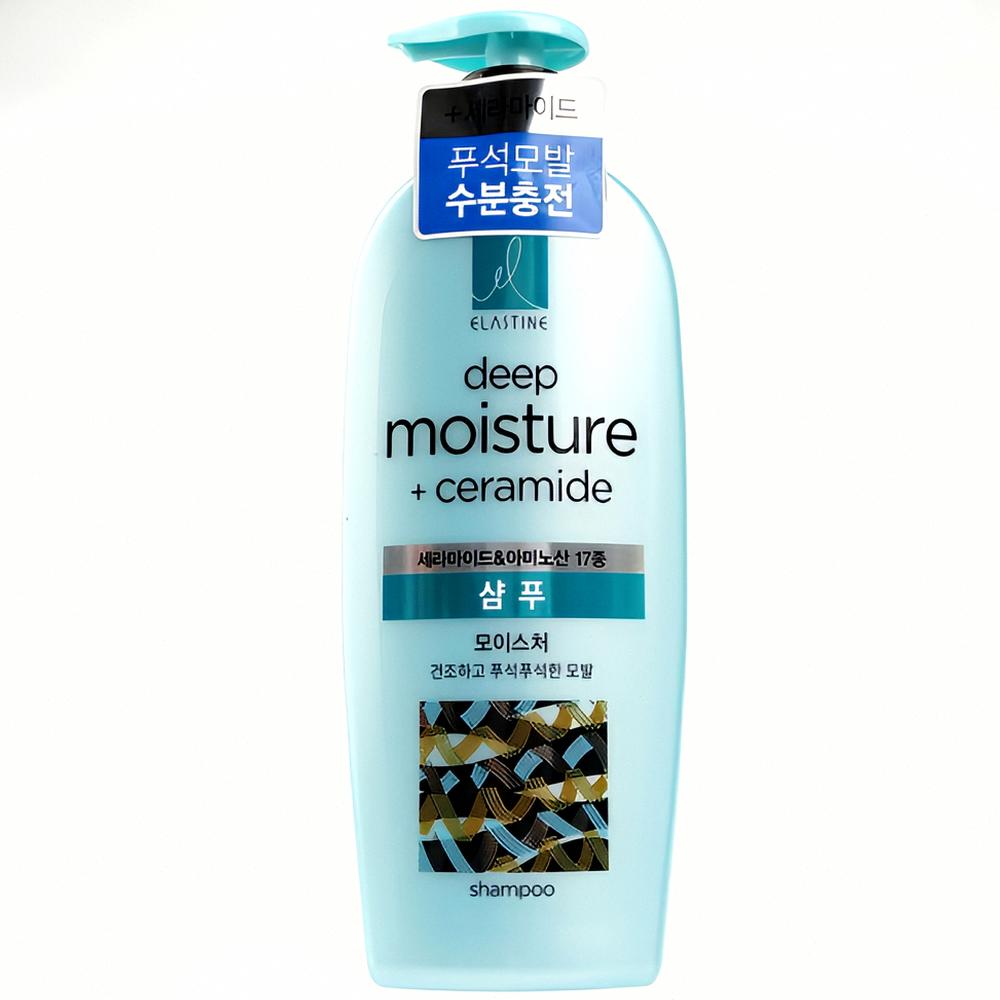 +세라마이드
푸석모발
수분충전
el
ELASTINE
deep
moisture
+ ceramide
세라마이드&아미노산 17종
샴푸
모이스처
건조하고 푸석푸석한 모발
shampoo